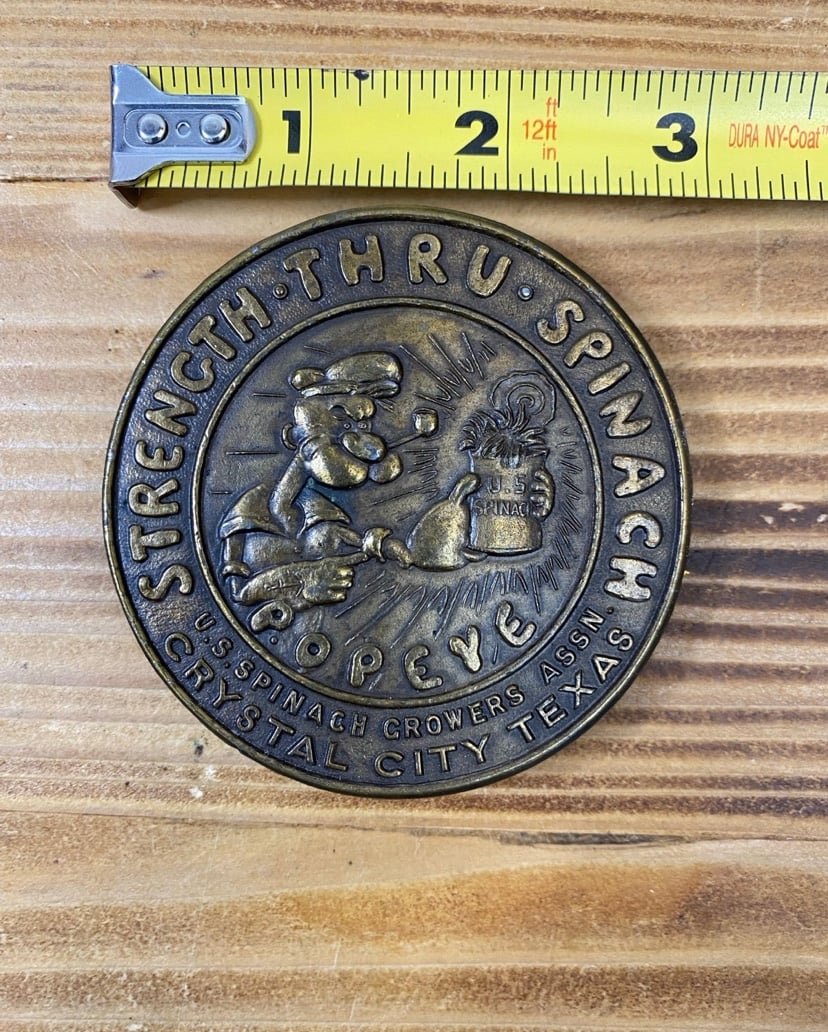 1 2 3
ft
12ft
in
DURA NY-Coat™
STRENGTH · THRU · SPINACH
U.S.
SPINACH
POPEYE
U.S. SPINACH GROWERS ASSN.
CRYSTAL CITY TEXAS